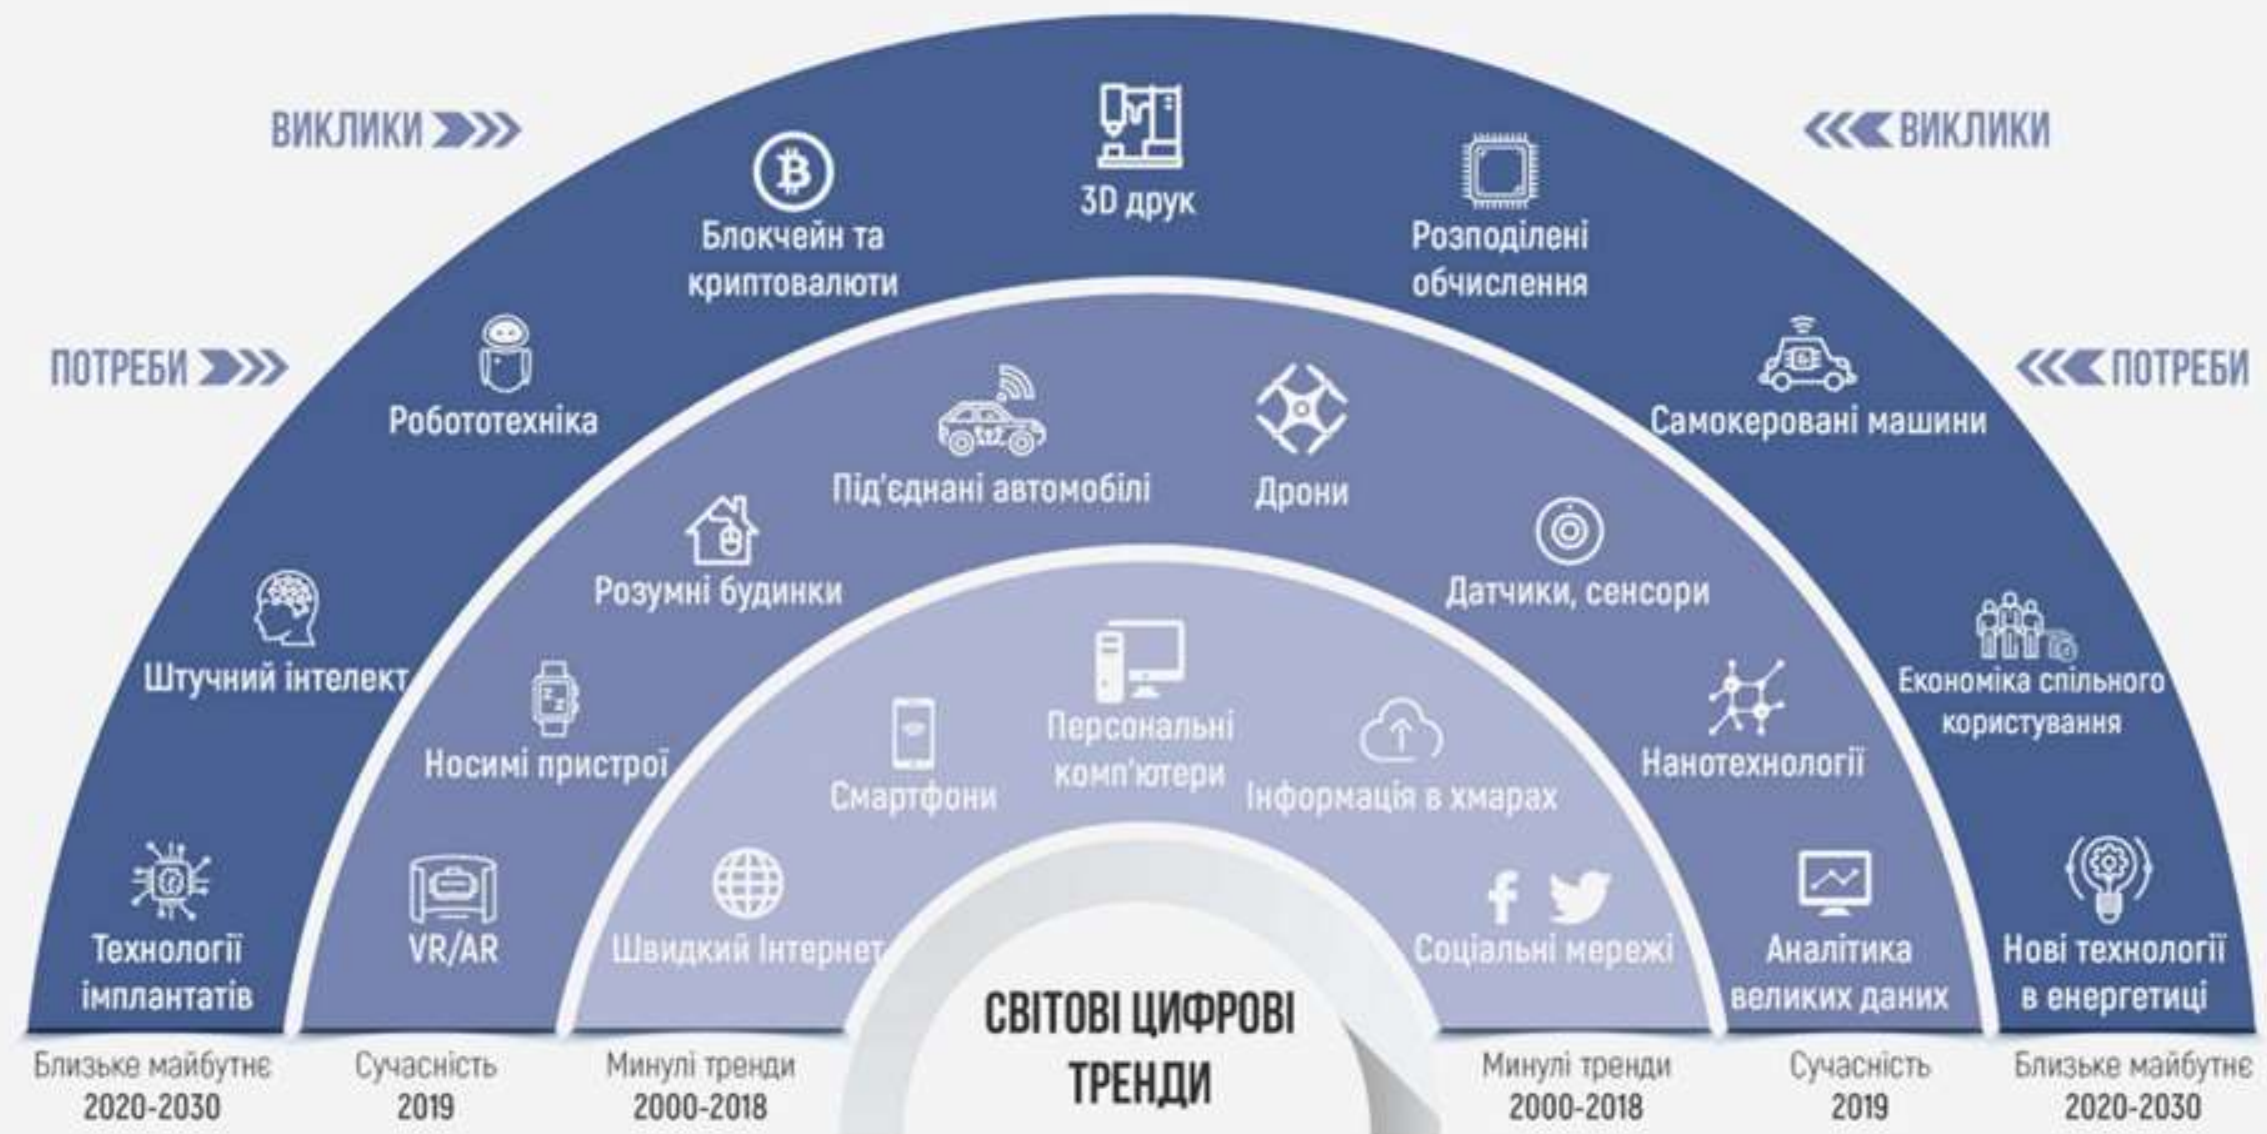 ВИКЛИКИ
ВИКЛИКИ
ПОТРЕБИ
ПОТРЕБИ
3D друк
Блокчейн та
криптовалюти
Розподілені
обчислення
Робототехніка
Самокеровані машини
Штучний інтелект
Економіка спільного
користування
Технології
імплантатів
Нові технології
в енергетиці
Під'єднані автомобілі
Дрони
Розумні будинки
Датчики, сенсори
Носимі пристрої
Нанотехнології
VR/AR
Аналітика
великих даних
Персональні
комп'ютери
Смартфони
Інформація в хмарах
Швидкий Інтернет
Соціальні мережі
СВІТОВІ ЦИФРОВІ
ТРЕНДИ
Близьке майбутнє
2020-2030
Сучасність
2019
Минулі тренди
2000-2018
Минулі тренди
2000-2018
Сучасність
2019
Близьке майбутнє
2020-2030